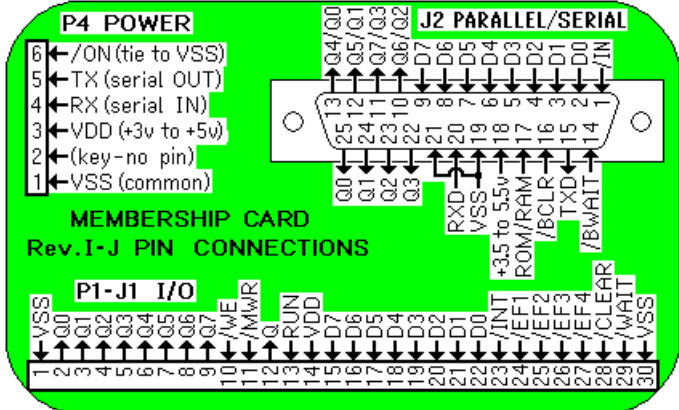 P4 POWER
6 /ON (tie to VSS)
5 TX (serial OUT)
4 RX (serial IN)
3 VDD (+3v to +5v)
2 (key-no pin)
1 VSS (common)
J2 PARALLEL/SERIAL
Q4/Q0 Q5/Q1 Q7/Q3 Q6/Q2 D7 D6 D5 D4 D3 D2 D1 D0 /IN
13 12 11 10 9 8 7 6 5 4 3 2 1
25 24 23 22 21 20 19 18 17 16 15 14
Q0 Q1 Q2 Q3 RXD VSS +3.5 to 5.5v ROM/RAM /BCLR TXD /BWAIT
MEMBERSHIP CARD
Rev.I-J PIN CONNECTIONS
P1-J1 I/O
VSS Q0 Q1 Q2 Q3 Q4 Q5 Q6 Q7 /WE /MWR Q RUN VDD D7 D6 D5 D4 D3 D2 D1 D0 /INT /EF1 /EF2 /EF3 /EF4 /CLEAR /WAIT VSS
1 2 3 4 5 6 7 8 9 10 11 12 13 14 15 16 17 18 19 20 21 22 23 24 25 26 27 28 29 30